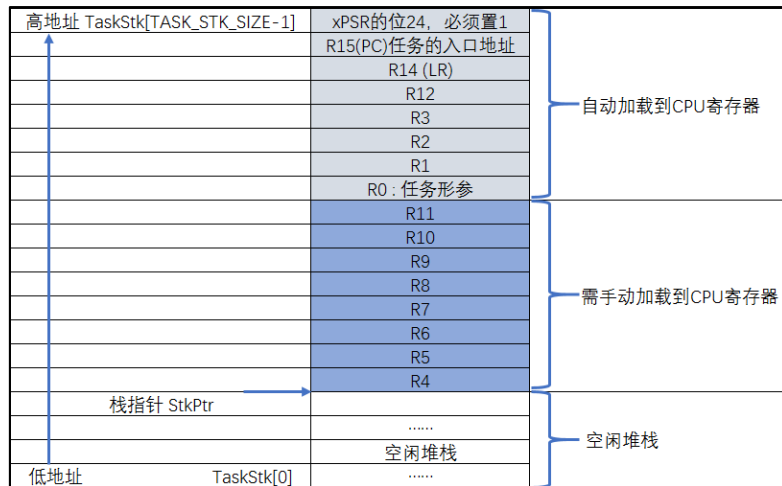 高地址 TaskStk[TASK_STK_SIZE-1]
xPSR的位24，必须置1
R15(PC)任务的入口地址
R14 (LR)
R12
R3
R2
R1
R0 : 任务形参
自动加载到CPU寄存器
R11
R10
R9
R8
R7
R6
R5
R4
需手动加载到CPU寄存器
栈指针 StkPtr
……
空闲堆栈
空闲堆栈
低地址 TaskStk[0]
……